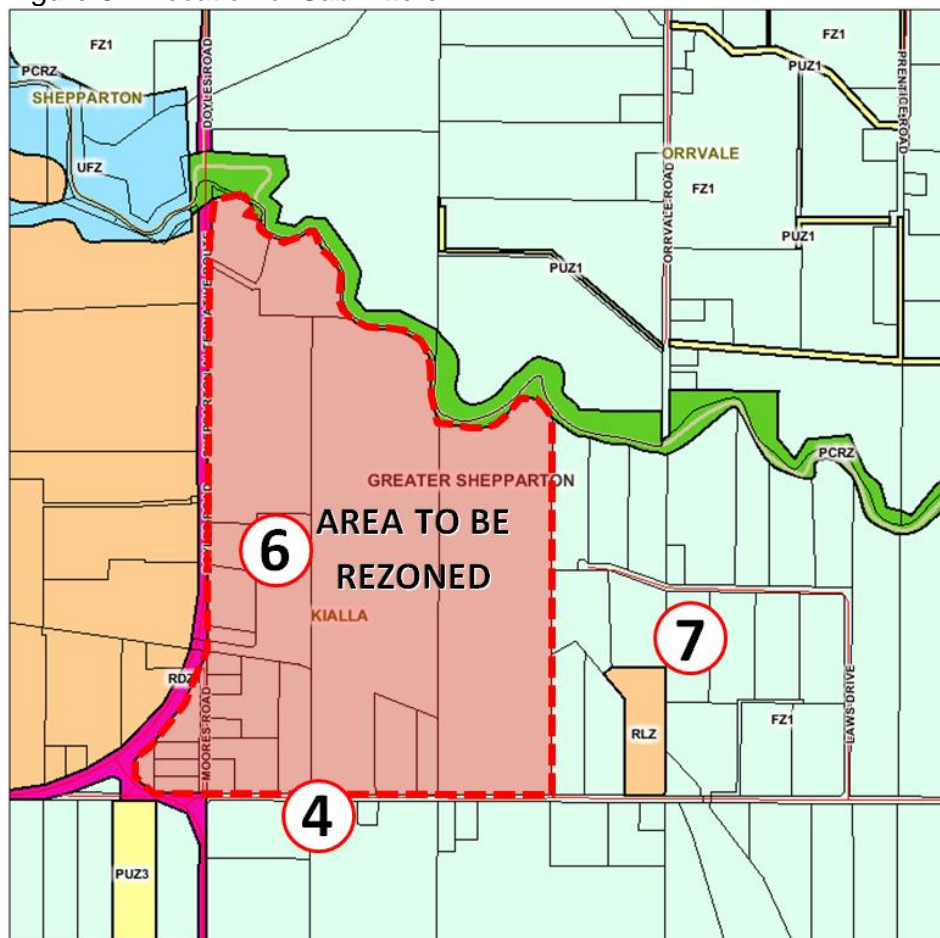 FZ1
PCRZ
SHEPPARTON
UFZ
DOYLES ROAD
FZ1
PUZ1
PRENTICE ROAD
ORRVALE
FZ1
ORRVALE ROAD
PUZ1
PUZ1
GREATER SHEPPARTON
PCRZ
AREA TO BE
REZONED
6
KIALLA
7
MOORES ROAD
RLZ
FZ1
LAWS DRIVE
4
PUZ3